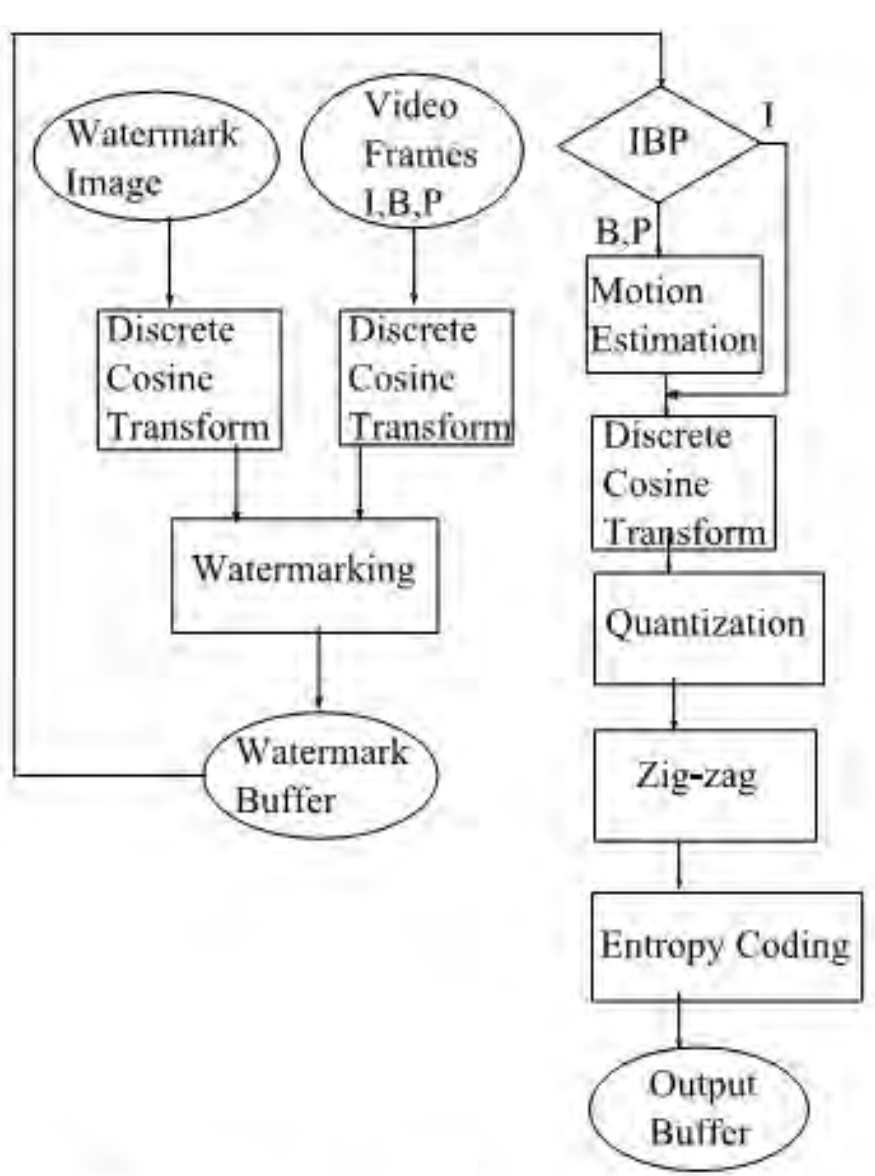 Watermark
Image
Video
Frames
I,B,P
Discrete
Cosine
Transform
Discrete
Cosine
Transform
Watermarking
Watermark
Buffer
IBP
I
B,P
Motion
Estimation
Discrete
Cosine
Transform
Quantization
Zig-zag
Entropy Coding
Output
Buffer